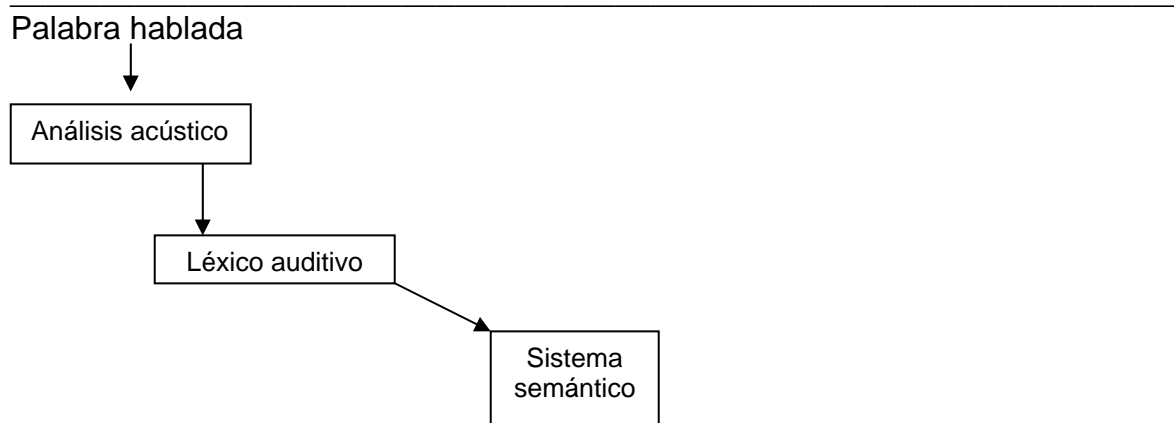 Palabra hablada
Análisis acústico
Léxico auditivo
Sistema
semántico